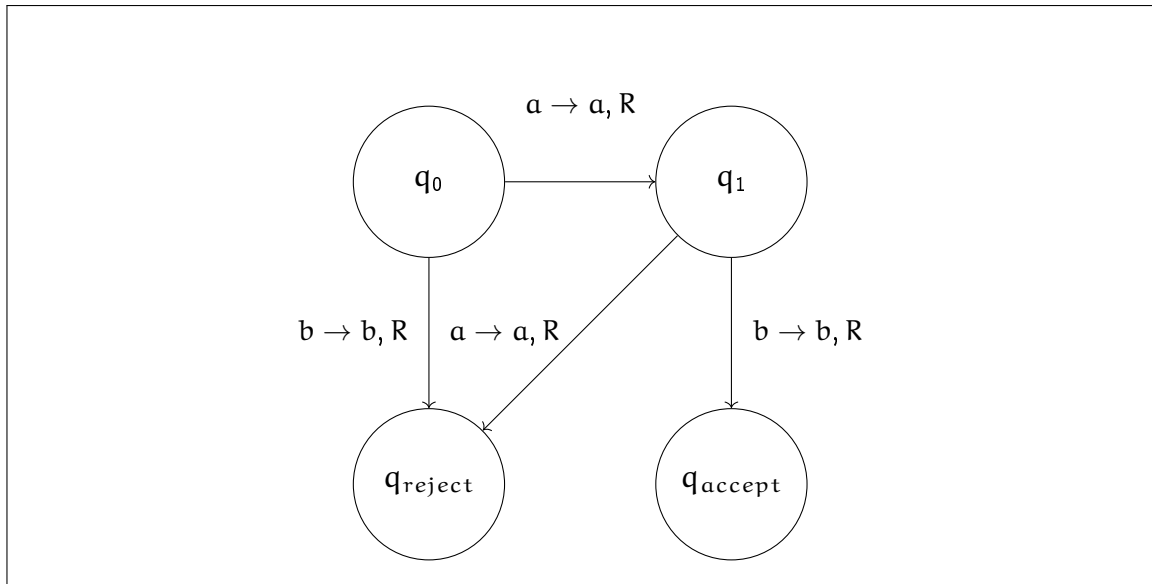 a → a, R
q₀ q₁
b → b, R a → a, R b → b, R
q_reject q_accept